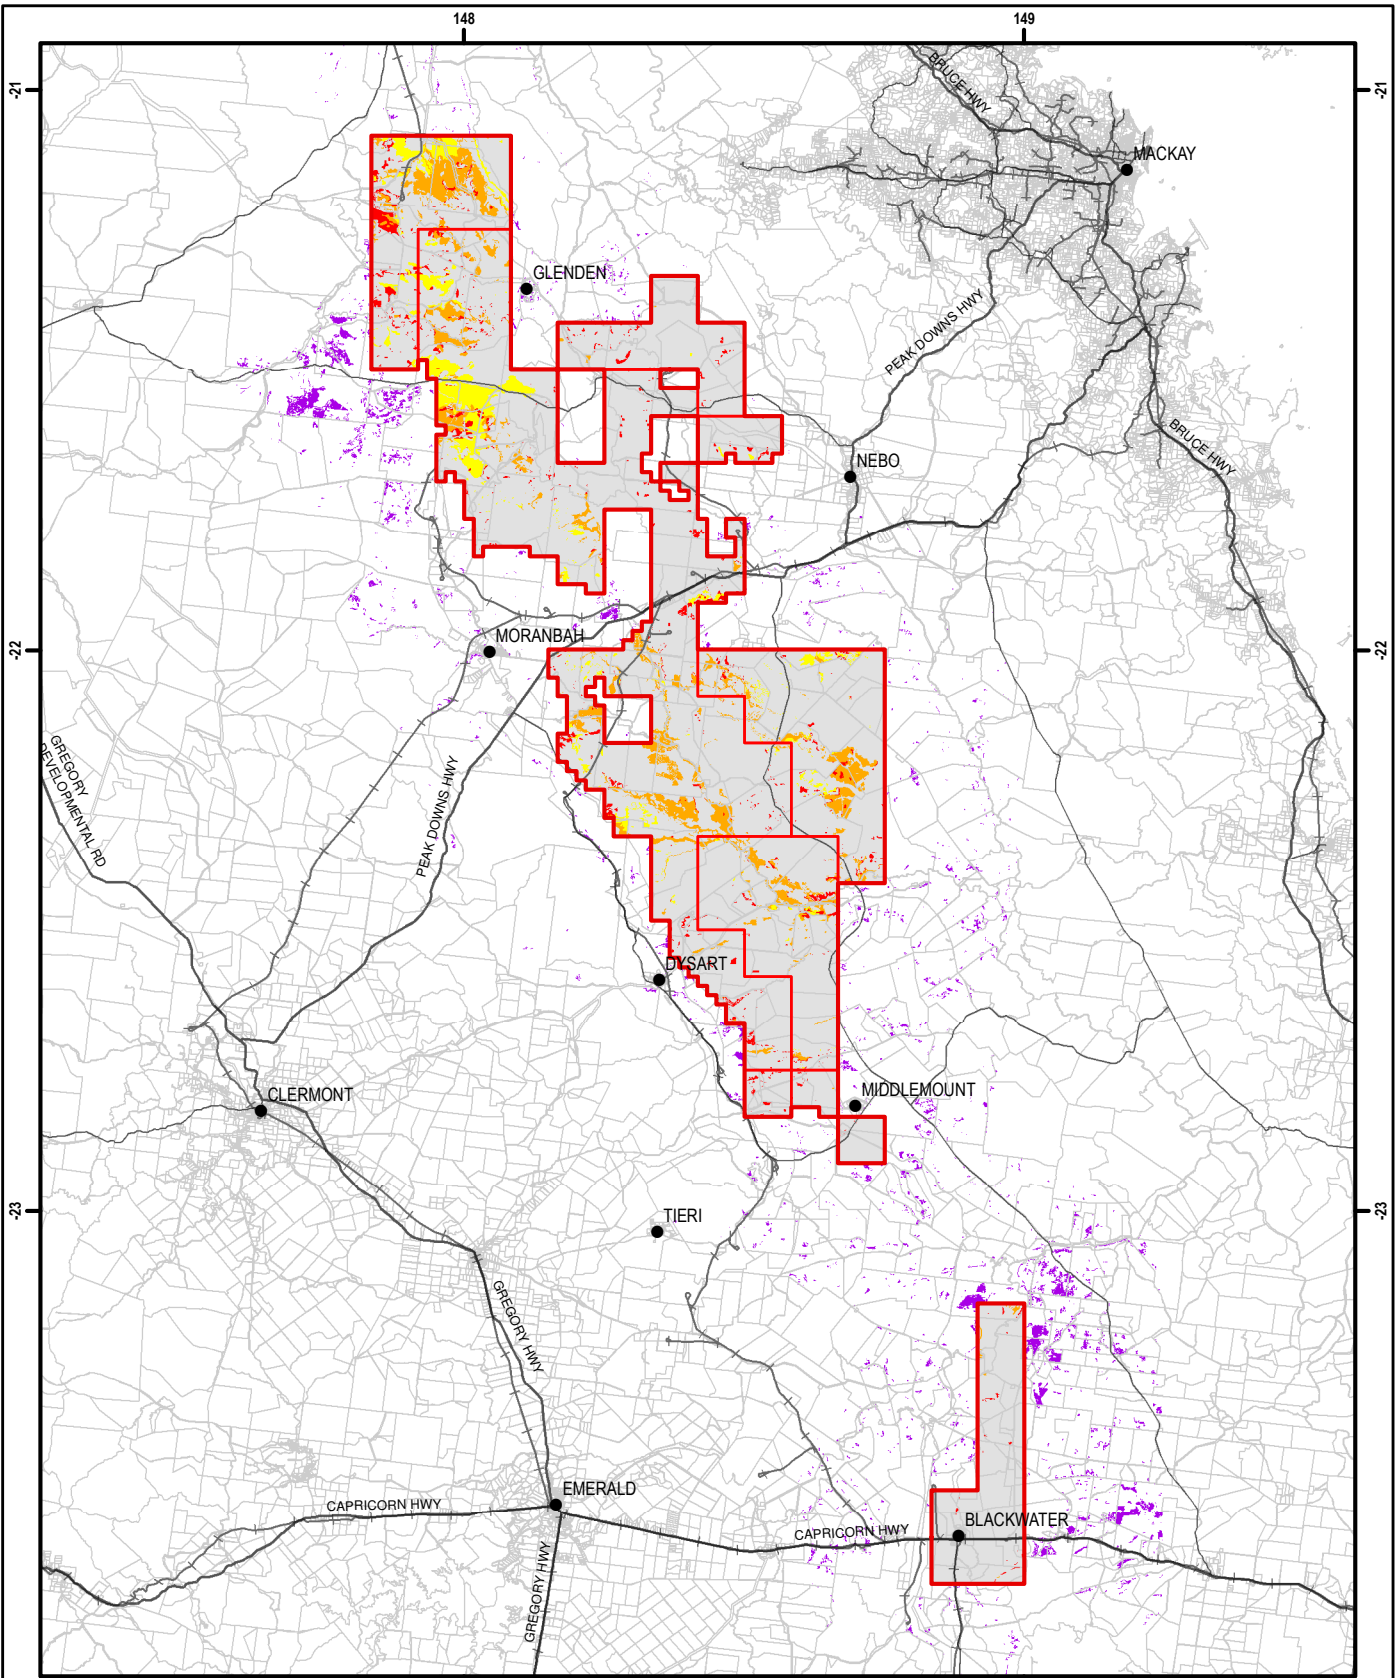 148
149
-21
-21
BRUCE HWY
MACKAY
GLENDEN
PEAK DOWNS HWY
BRUCE HWY
NEBO
MORANBAH
-22
-22
GREGORY
DEVELOPMENTAL RD
PEAK DOWNS HWY
DYSART
CLERMONT
MIDDLEMOUNT
-23
-23
TIERI
GREGORY HWY
EMERALD
CAPRICORN HWY
CAPRICORN HWY
BLACKWATER
GREGORY HWY